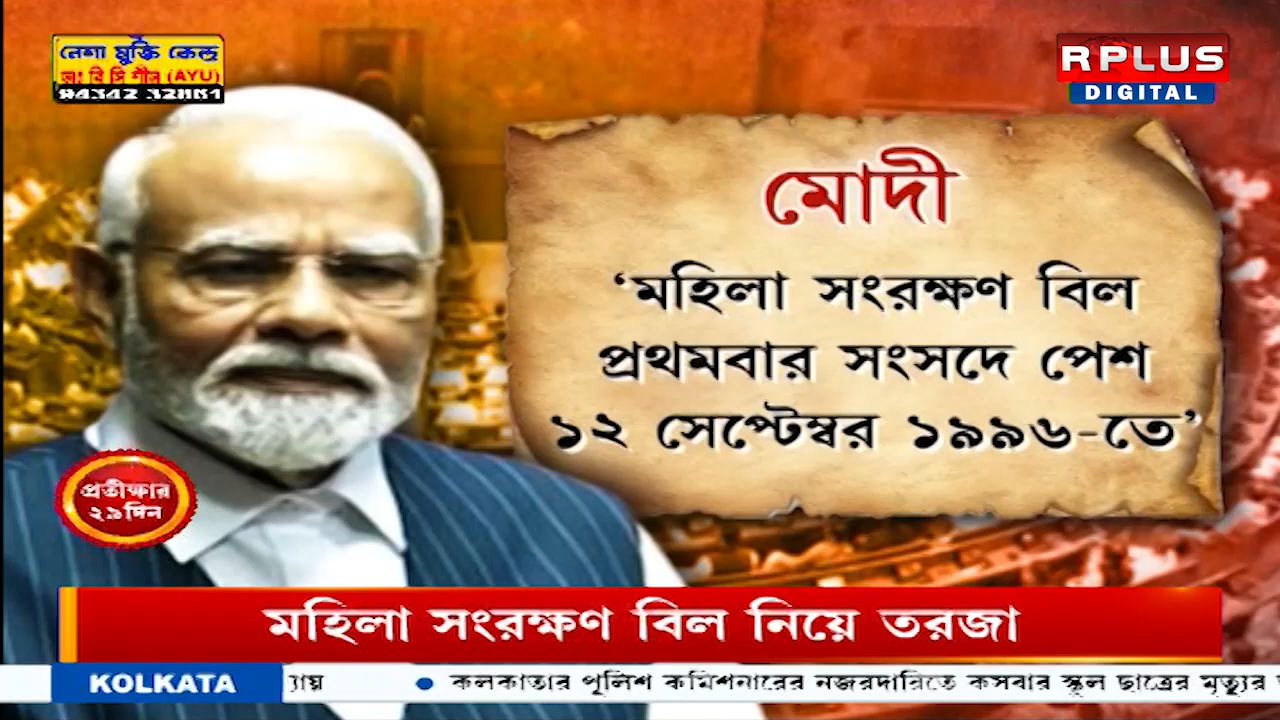 নেশা মুক্তি কেন্দ্র
(AYU)
RPLUS
DIGITAL
মোদী
‘মহিলা সংরক্ষণ বিল
প্রথমবার সংসদে পেশ
১২ সেপ্টেম্বর ১৯৯৬-তে’
প্রতীক্ষার
২৯দিন
মহিলা সংরক্ষণ বিল নিয়ে তরজা
KOLKATA
্যায় ● কলকাতার পুলিশ কমিশনারের নজরদারিতে কসবার স্কুল ছাত্রের মৃত্যুর